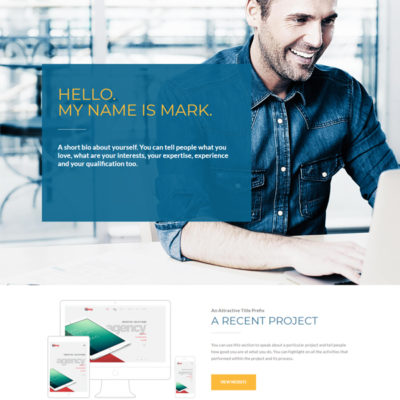 HELLO.
MY NAME IS MARK.
A short bio about yourself. You can tell people what you
love, what are your interests, your expertise, experience
and your qualification too.
An Attractive Title Prefix
A RECENT PROJECT
You can use this section to speak about a particular project and tell people
how good you are at what you do. You can highlight on all the activities that
performed within the project and its process.
VIEW WEBSITE
agency
agency